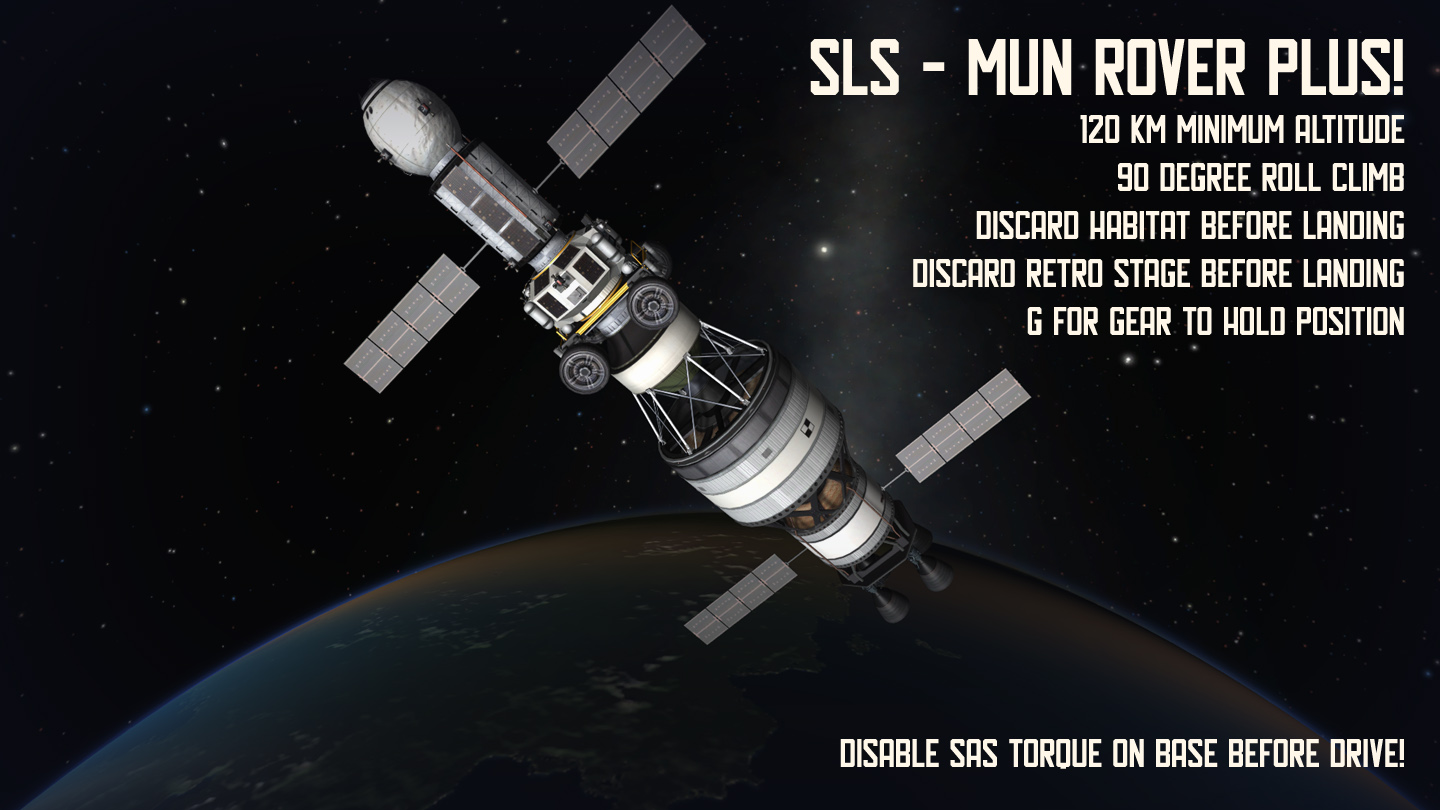 SLS - MUN ROVER PLUS!
120 KM MINIMUM ALTITUDE
90 DEGREE ROLL CLIMB
DISCARD HABITAT BEFORE LANDING
DISCARD RETRO STAGE BEFORE LANDING
G FOR GEAR TO HOLD POSITION
DISABLE SAS TORQUE ON BASE BEFORE DRIVE!